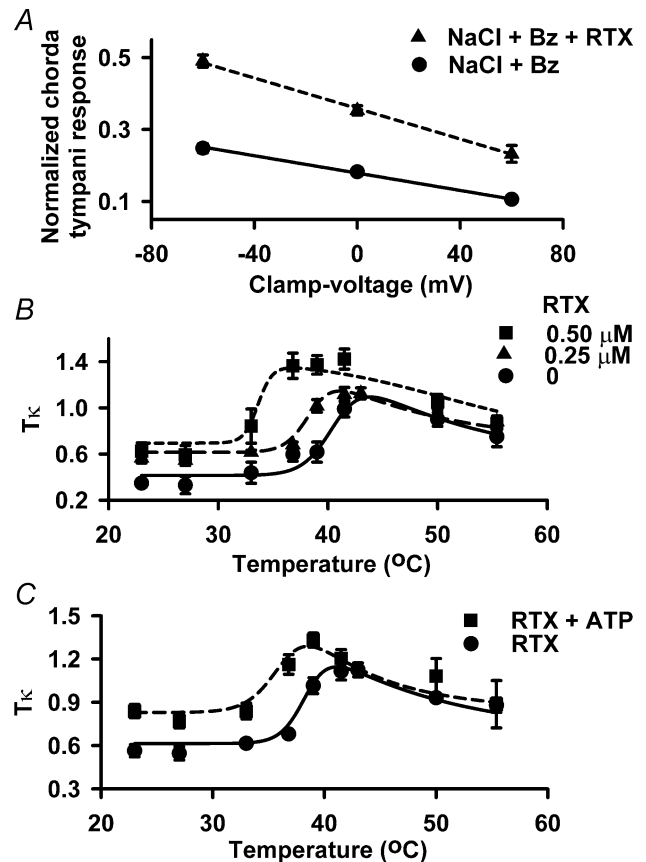 A
Normalized chorda
tympani response
0.5
0.3
0.1
NaCl + Bz + RTX
NaCl + Bz
-80
-40
0
40
80
Clamp-voltage (mV)
B
RTX
0.50 μM
0.25 μM
0
Tκ
1.4
1.0
0.6
0.2
20
30
40
50
60
Temperature (ºC)
C
RTX + ATP
RTX
Tκ
1.5
1.2
0.9
0.6
0.3
20
30
40
50
60
Temperature (ºC)